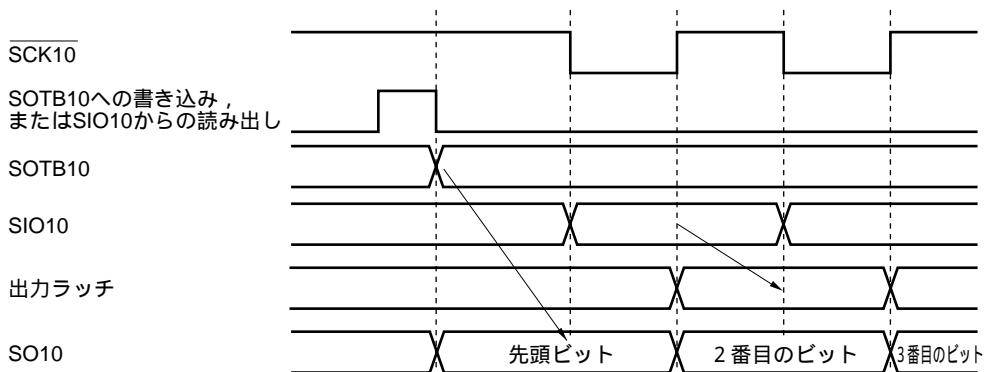 SCK10
SOTB10への書き込み，
またはSIO10からの読み出し
SOTB10
SIO10
出力ラッチ
SO10
先頭ビット
2番目のビット
3番目のビット